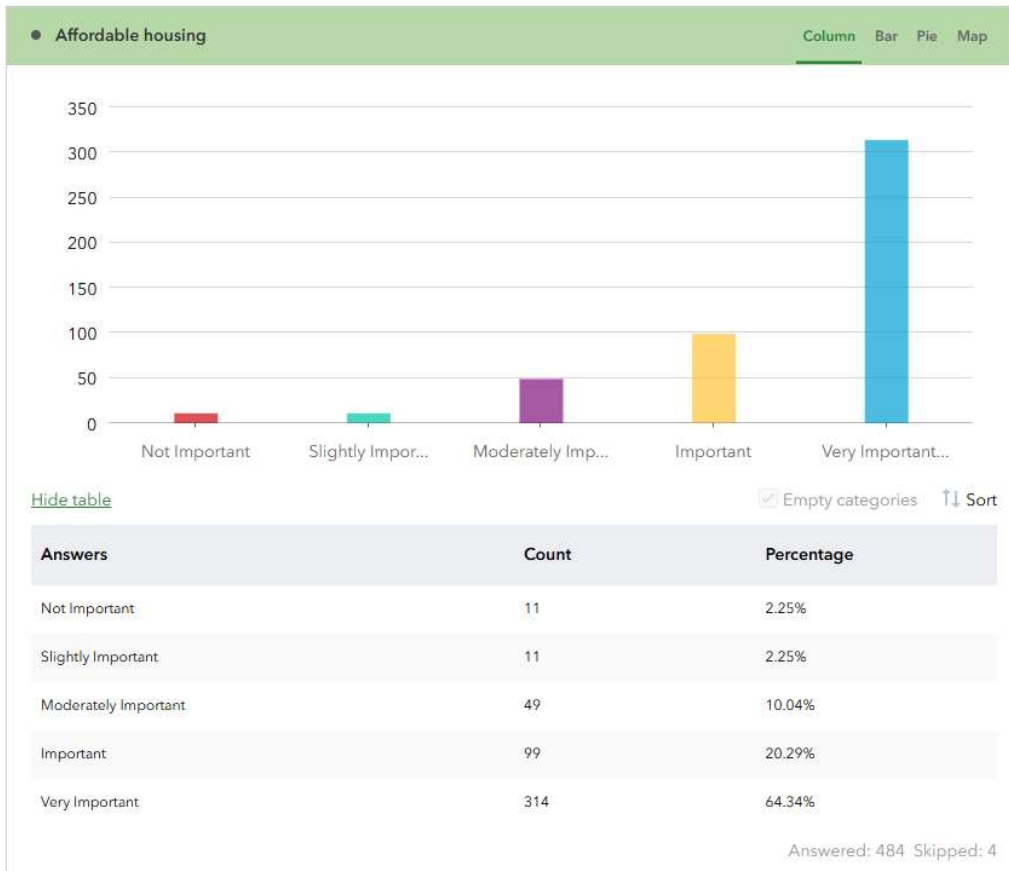 Affordable housing Column Bar Pie Map
350
300
250
200
150
100
50
0
Not Important Slightly Impor... Moderately Imp... Important Very Important...
Hide table Empty categories Sort
Answers Count Percentage
Not Important 11 2.25%
Slightly Important 11 2.25%
Moderately Important 49 10.04%
Important 99 20.29%
Very Important 314 64.34%
Answered: 484 Skipped: 4